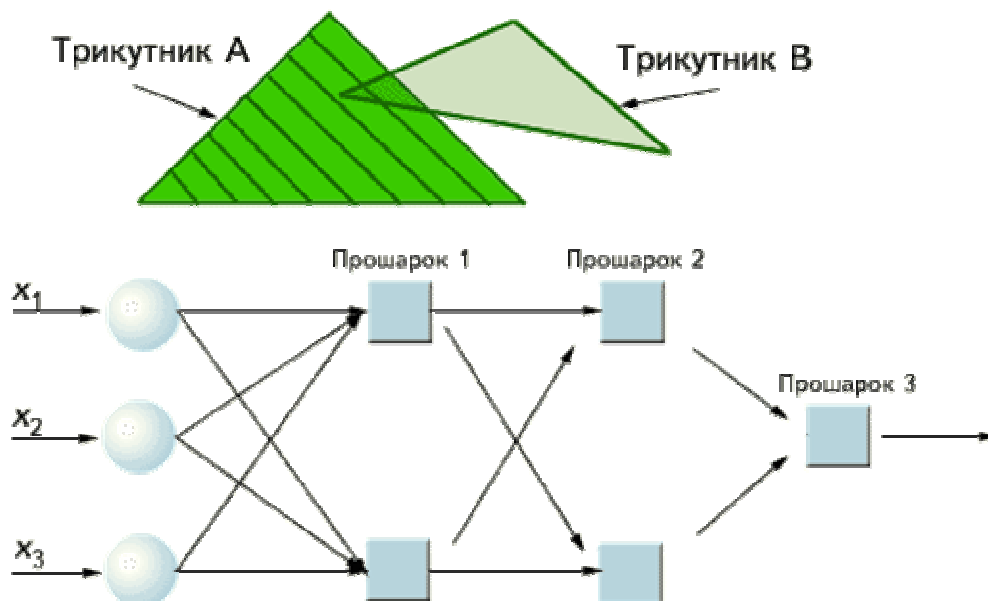 Трикутник А
Трикутник В
Прошарок 1
Прошарок 2
x1
Прошарок 3
x2
x3